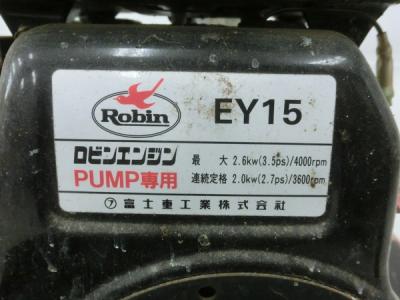 Robin EY15
ロビンエンジン 最 大 2.6kw(3.5ps)/4000rpm
PUMP専用 連続定格 2.0kw(2.7ps)/3600rpm
㋐ 富士重工業株式会社